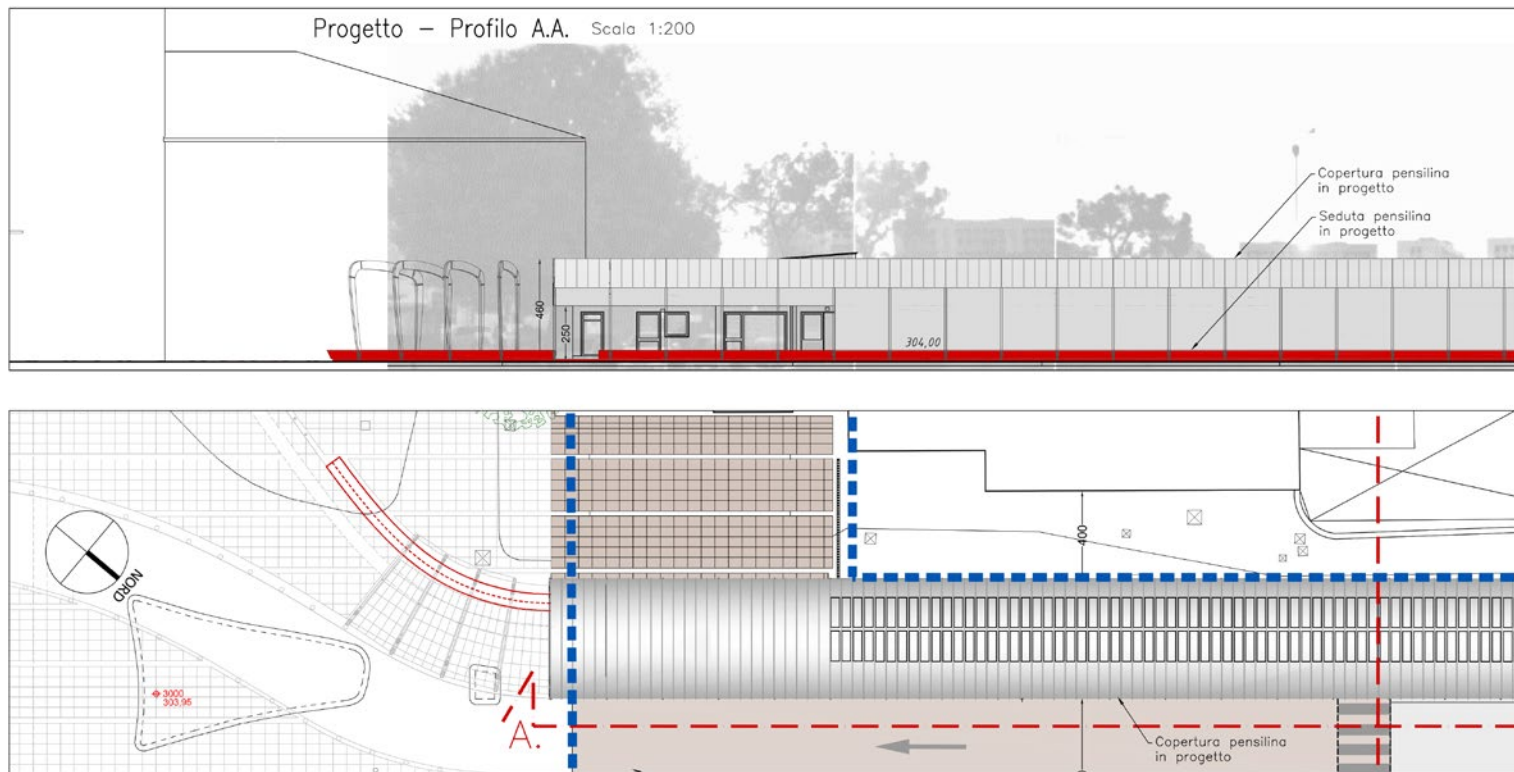 Progetto – Profilo A.A. Scala 1:200
Copertura pensilina
in progetto
Seduta pensilina
in progetto
460
250
304,00
400
NORD
3000
303,95
A.
Copertura pensilina
in progetto